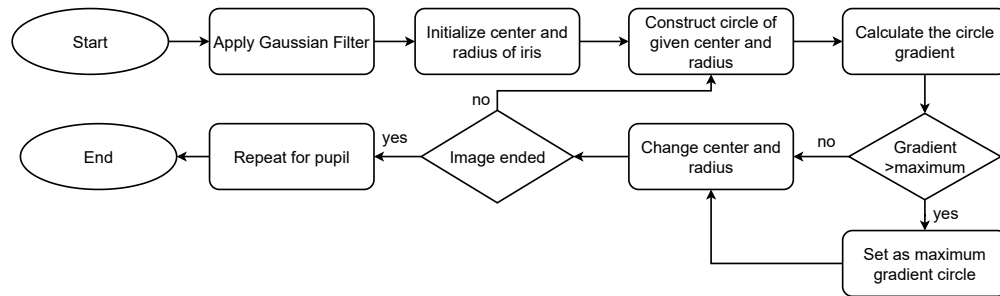 Start
Apply Gaussian Filter
Initialize center and
radius of iris
Construct circle of
given center and
radius
Calculate the circle
gradient
no
End
Repeat for pupil
yes
Image ended
Change center and
radius
no
Gradient
>maximum
yes
Set as maximum
gradient circle